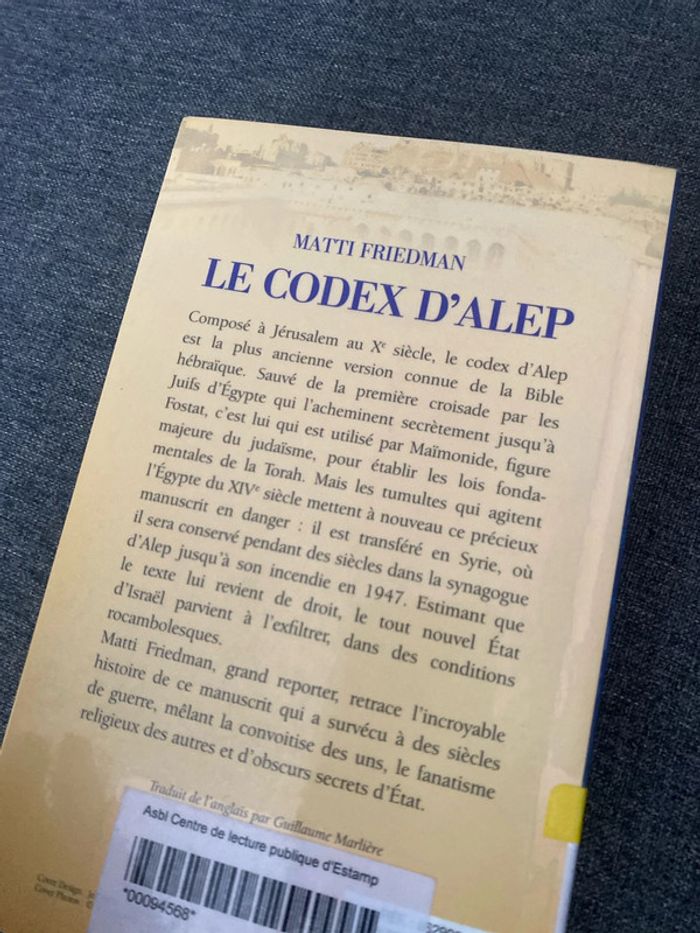 MATTI FRIEDMAN
LE CODEX D'ALEP
Composé à Jérusalem au Xᵉ siècle, le codex d'Alep
est la plus ancienne version connue de la Bible
hébraïque. Sauvé de la première croisade par les
Juifs d'Égypte qui l'acheminent secrètement jusqu'à
Fostat, c'est lui qui est utilisé par Maïmonide, figure
majeure du judaïsme, pour établir les lois fonda-
mentales de la Torah. Mais les tumultes qui agitent
l'Égypte du XIVᵉ siècle mettent à nouveau ce précieux
manuscrit en danger : il est transféré en Syrie, où
il sera conservé pendant des siècles dans la synagogue
d'Alep jusqu'à son incendie en 1947. Estimant que
le texte lui revient de droit, le tout nouvel État
d'Israël parvient à l'exfiltrer, dans des conditions
rocambolesques.
Matti Friedman, grand reporter, retrace l'incroyable
histoire de ce manuscrit qui a survécu à des siècles
de guerre, mêlant la convoitise des uns, le fanatisme
religieux des autres et d'obscurs secrets d'État.
Traduit de l'anglais par Guillaume Marlière
Asbl Centre de lecture publique d'Estamp
*00094568*
Cover Design
Cover Photos ©